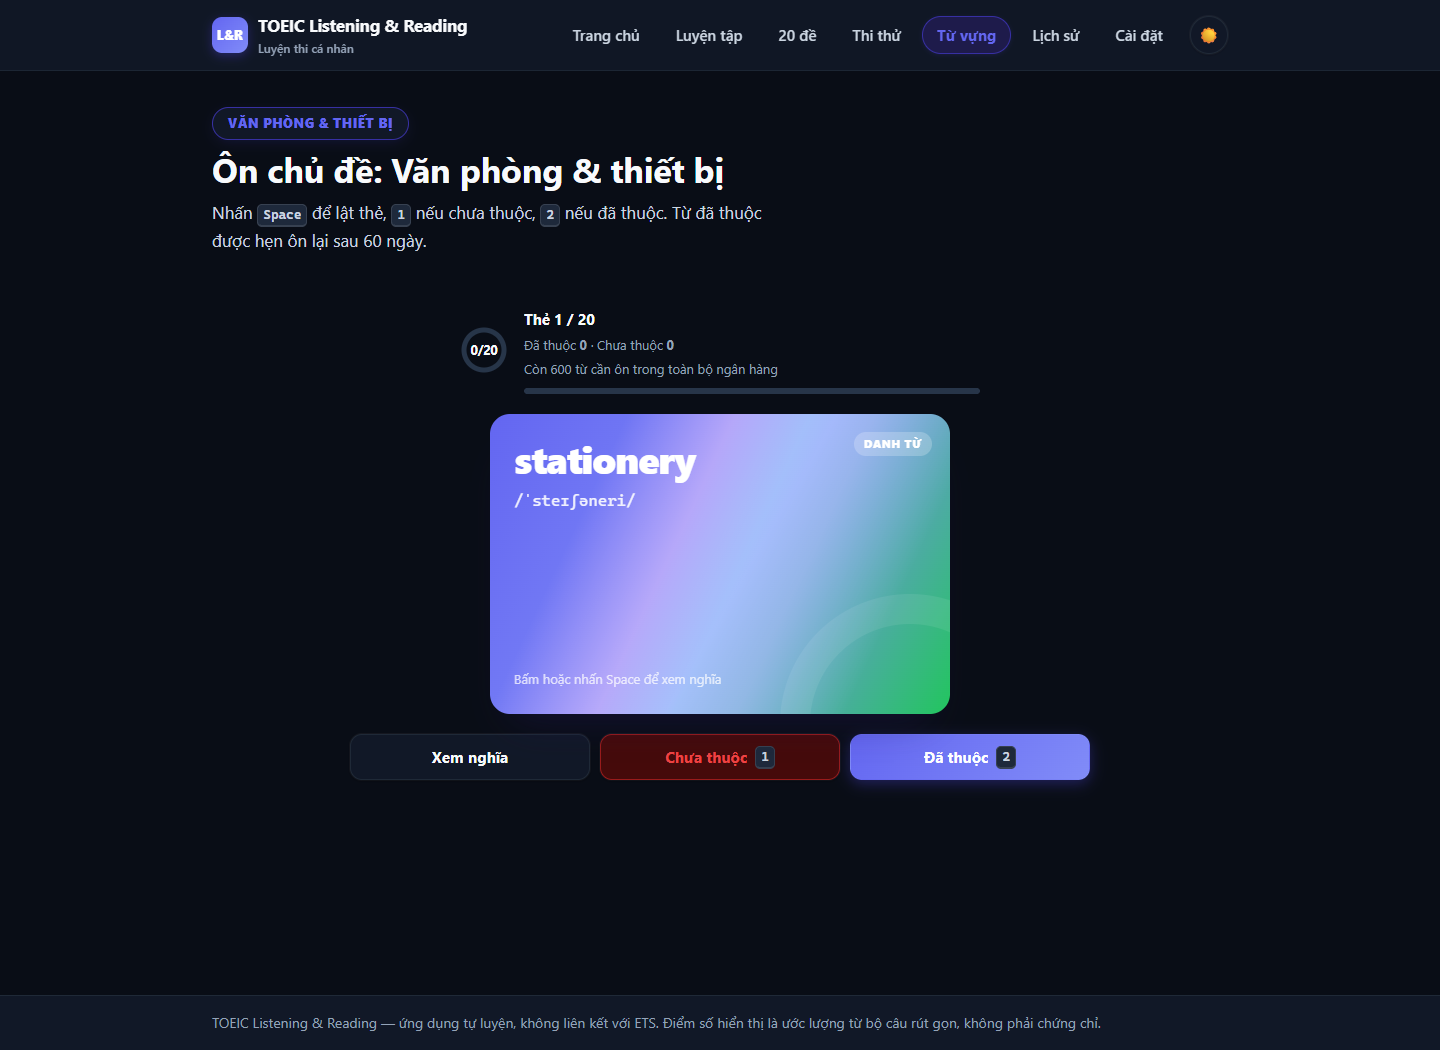 L&R
TOEIC Listening & Reading
Luyện thi cá nhân
Trang chủ
Luyện tập
20 đề
Thi thử
Từ vựng
Lịch sử
Cài đặt
VĂN PHÒNG & THIẾT BỊ
Ôn chủ đề: Văn phòng & thiết bị
Nhấn Space để lật thẻ, 1 nếu chưa thuộc, 2 nếu đã thuộc. Từ đã thuộc
được hẹn ôn lại sau 60 ngày.
0/20
Thẻ 1 / 20
Đã thuộc 0 · Chưa thuộc 0
Còn 600 từ cần ôn trong toàn bộ ngân hàng
stationery
DANH TỪ
/ˈsteɪʃəneri/
Bấm hoặc nhấn Space để xem nghĩa
Xem nghĩa
Chưa thuộc 1
Đã thuộc 2
TOEIC Listening & Reading — ứng dụng tự luyện, không liên kết với ETS. Điểm số hiển thị là ước lượng từ bộ câu rút gọn, không phải chứng chỉ.